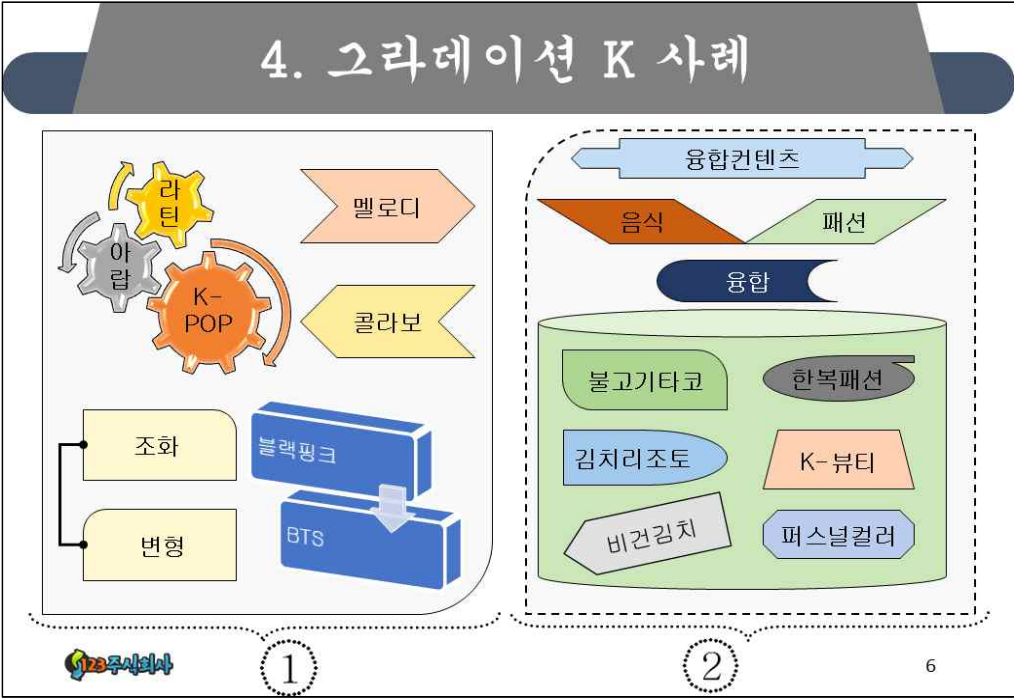 4. 그라데이션 K 사례
라
틴
아
랍
K-
POP
멜로디
콜라보
조화
변형
블랙핑크
BTS
융합컨텐츠
음식
패션
융합
불고기타코
한복패션
김치리조토
K-뷰티
비건김치
퍼스널컬러
1
2
123주식회사
6